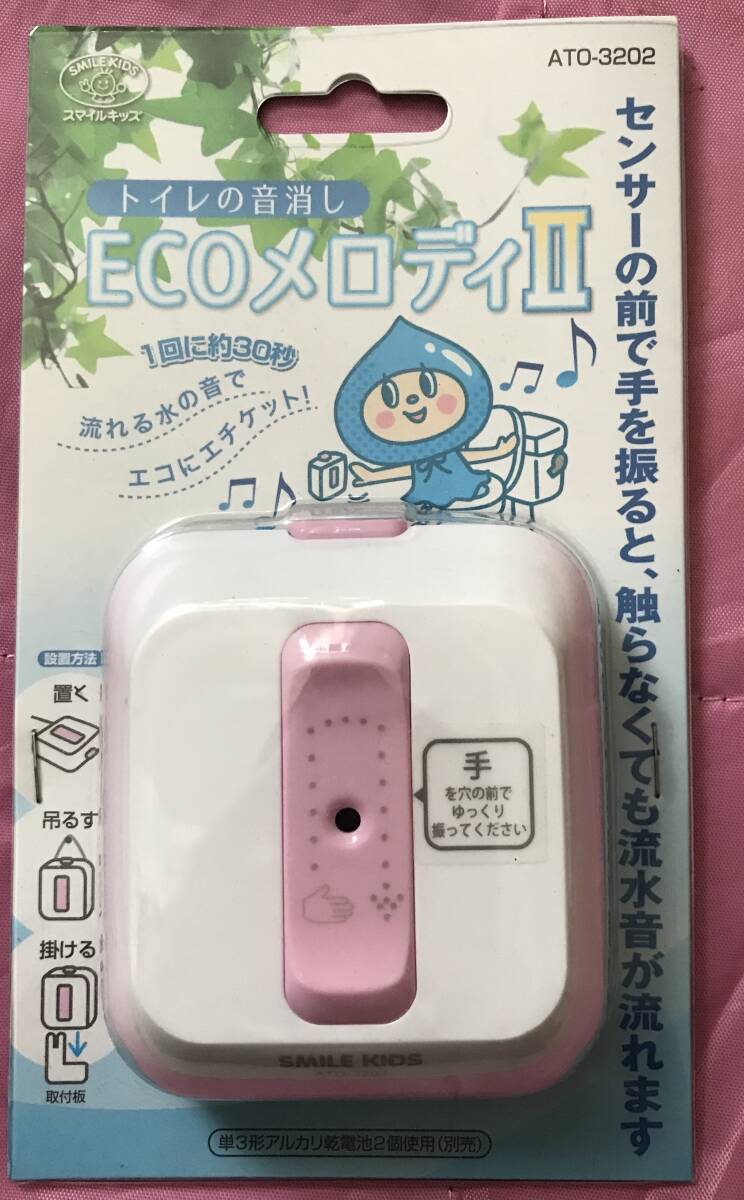 SMILE KIDS
スマイルキッズ
ATO-3202
トイレの音消し
ECOメロディII
1回に約30秒
流れる水の音で
エコにエチケット!
センサーの前で手を振ると、触らなくても流水音が流れます
設置方法
置く
吊るす
掛ける
取付板
手
を穴の前で
ゆっくり
振ってください
SMILE KIDS
ATO-3202
単3形アルカリ乾電池2個使用(別売)